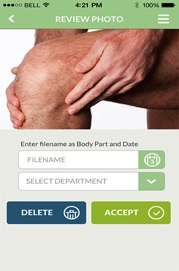 BELL 4:21 PM 100%
REVIEW PHOTO
Enter filename as Body Part and Date
FILENAME
3
SELECT DEPARTMENT
DELETE
ACCEPT